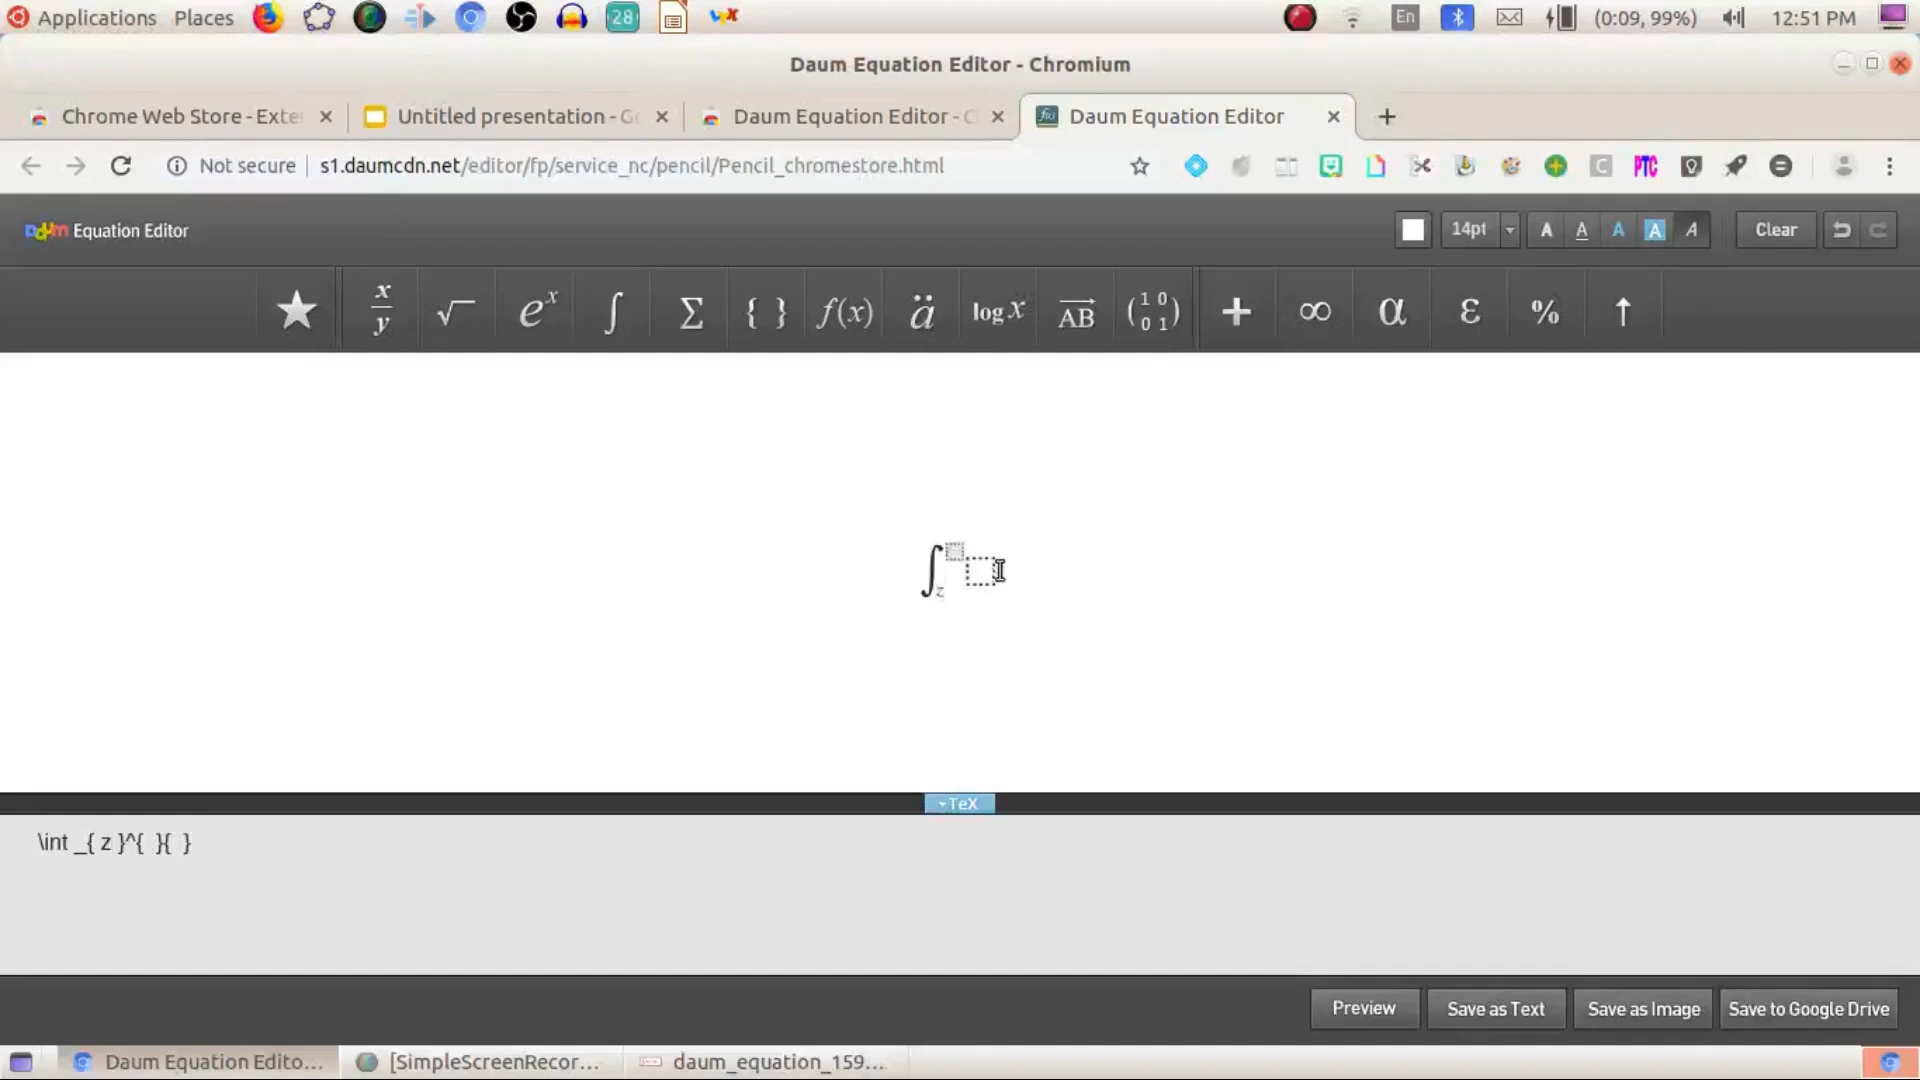 Applications Places 28 En (0:09, 99%) 12:51 PM
Daum Equation Editor - Chromium
Chrome Web Store - Exte Untitled presentation - G Daum Equation Editor - C Daum Equation Editor
Not secure s1.daumcdn.net/editor/fp/service_nc/pencil/Pencil_chromestore.html PTC
Daum Equation Editor 14pt A A A A A Clear
x/y √ e^x ∫ Σ { } f(x) ä log x AB (1 0 0 1) + ∞ α ε % ↑
∫ z
TeX
\int _{ z }^{  }{  }
Preview Save as Text Save as Image Save to Google Drive
Daum Equation Edito... [SimpleScreenRecor... daum_equation_159...